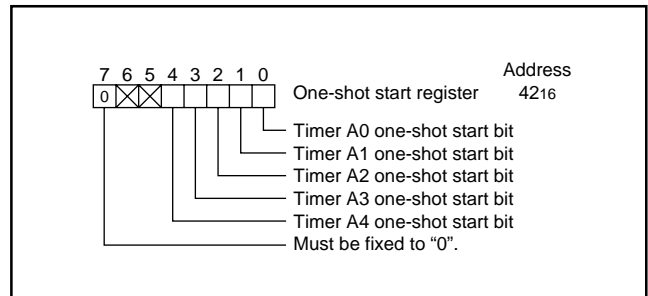 Address
7 6 5 4 3 2 1 0
0 One-shot start register 4216
Timer A0 one-shot start bit
Timer A1 one-shot start bit
Timer A2 one-shot start bit
Timer A3 one-shot start bit
Timer A4 one-shot start bit
Must be fixed to “0”.